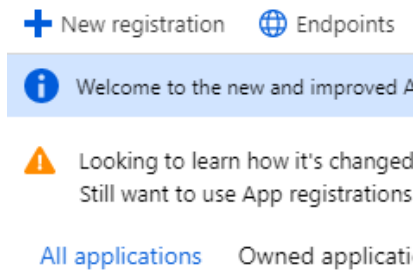 New registration Endpoints
Welcome to the new and improved
Looking to learn how it's changed
Still want to use App registrations
All applications Owned